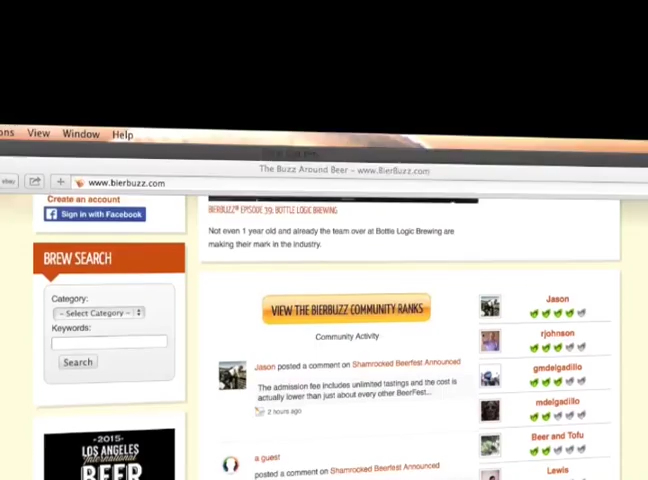 View Window Help
The Buzz Around Beer – www.BierBuzz.com
www.bierbuzz.com
Create an account
Sign in with Facebook
BIERBUZZ® EPISODE 39: BOTTLE LOGIC BREWING
Not even 1 year old and already the team over at Bottle Logic Brewing are
making their mark in the industry.
BREW SEARCH
Category:
- Select Category -
Keywords:
Search
-2015-
LOS ANGELES
International
BEER
VIEW THE BIERBUZZ COMMUNITY RANKS
Community Activity
Jason posted a comment on Shamrocked Beerfest Announced
The admission fee includes unlimited tastings and the cost is
actually lower than just about every other BeerFest...
2 hours ago
a guest
posted a comment on Shamrocked Beerfest Announced
Jason
rjohnson
gmdelgadillo
mdelgadillo
Beer and Tofu
Lewis